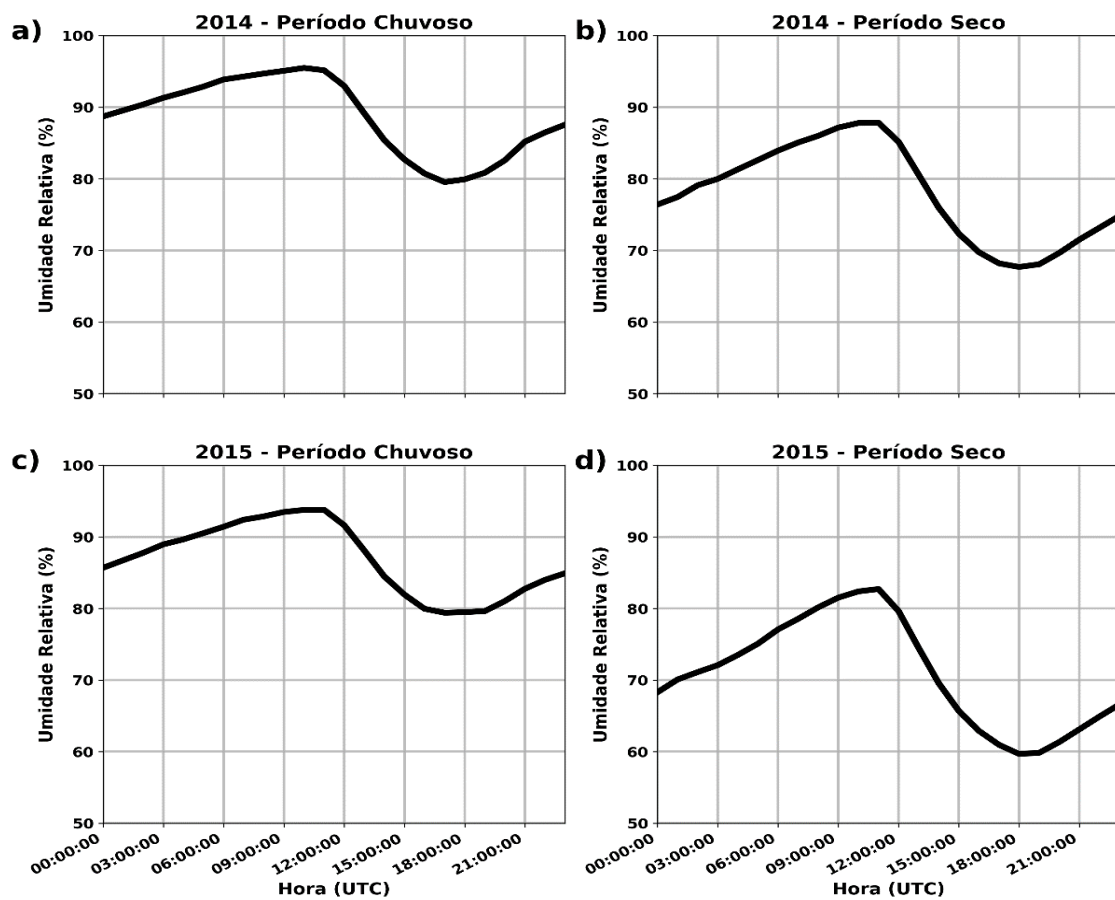 a)
2014 - Período Chuvoso
100
90
80
70
60
50
Umidade Relativa (%)
b)
2014 - Período Seco
100
90
80
70
60
50
Umidade Relativa (%)
c)
2015 - Período Chuvoso
100
90
80
70
60
50
Umidade Relativa (%)
00:00:00
03:00:00
06:00:00
09:00:00
12:00:00
15:00:00
18:00:00
21:00:00
Hora (UTC)
d)
2015 - Período Seco
100
90
80
70
60
50
Umidade Relativa (%)
00:00:00
03:00:00
06:00:00
09:00:00
12:00:00
15:00:00
18:00:00
21:00:00
Hora (UTC)